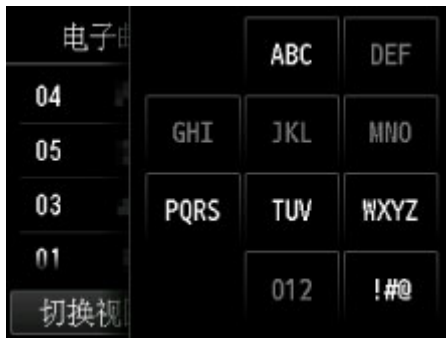 电子
ABC DEF
04
GHI JKL MNO
05
03
PQRS TUV WXYZ
01
012 !#@
切换视